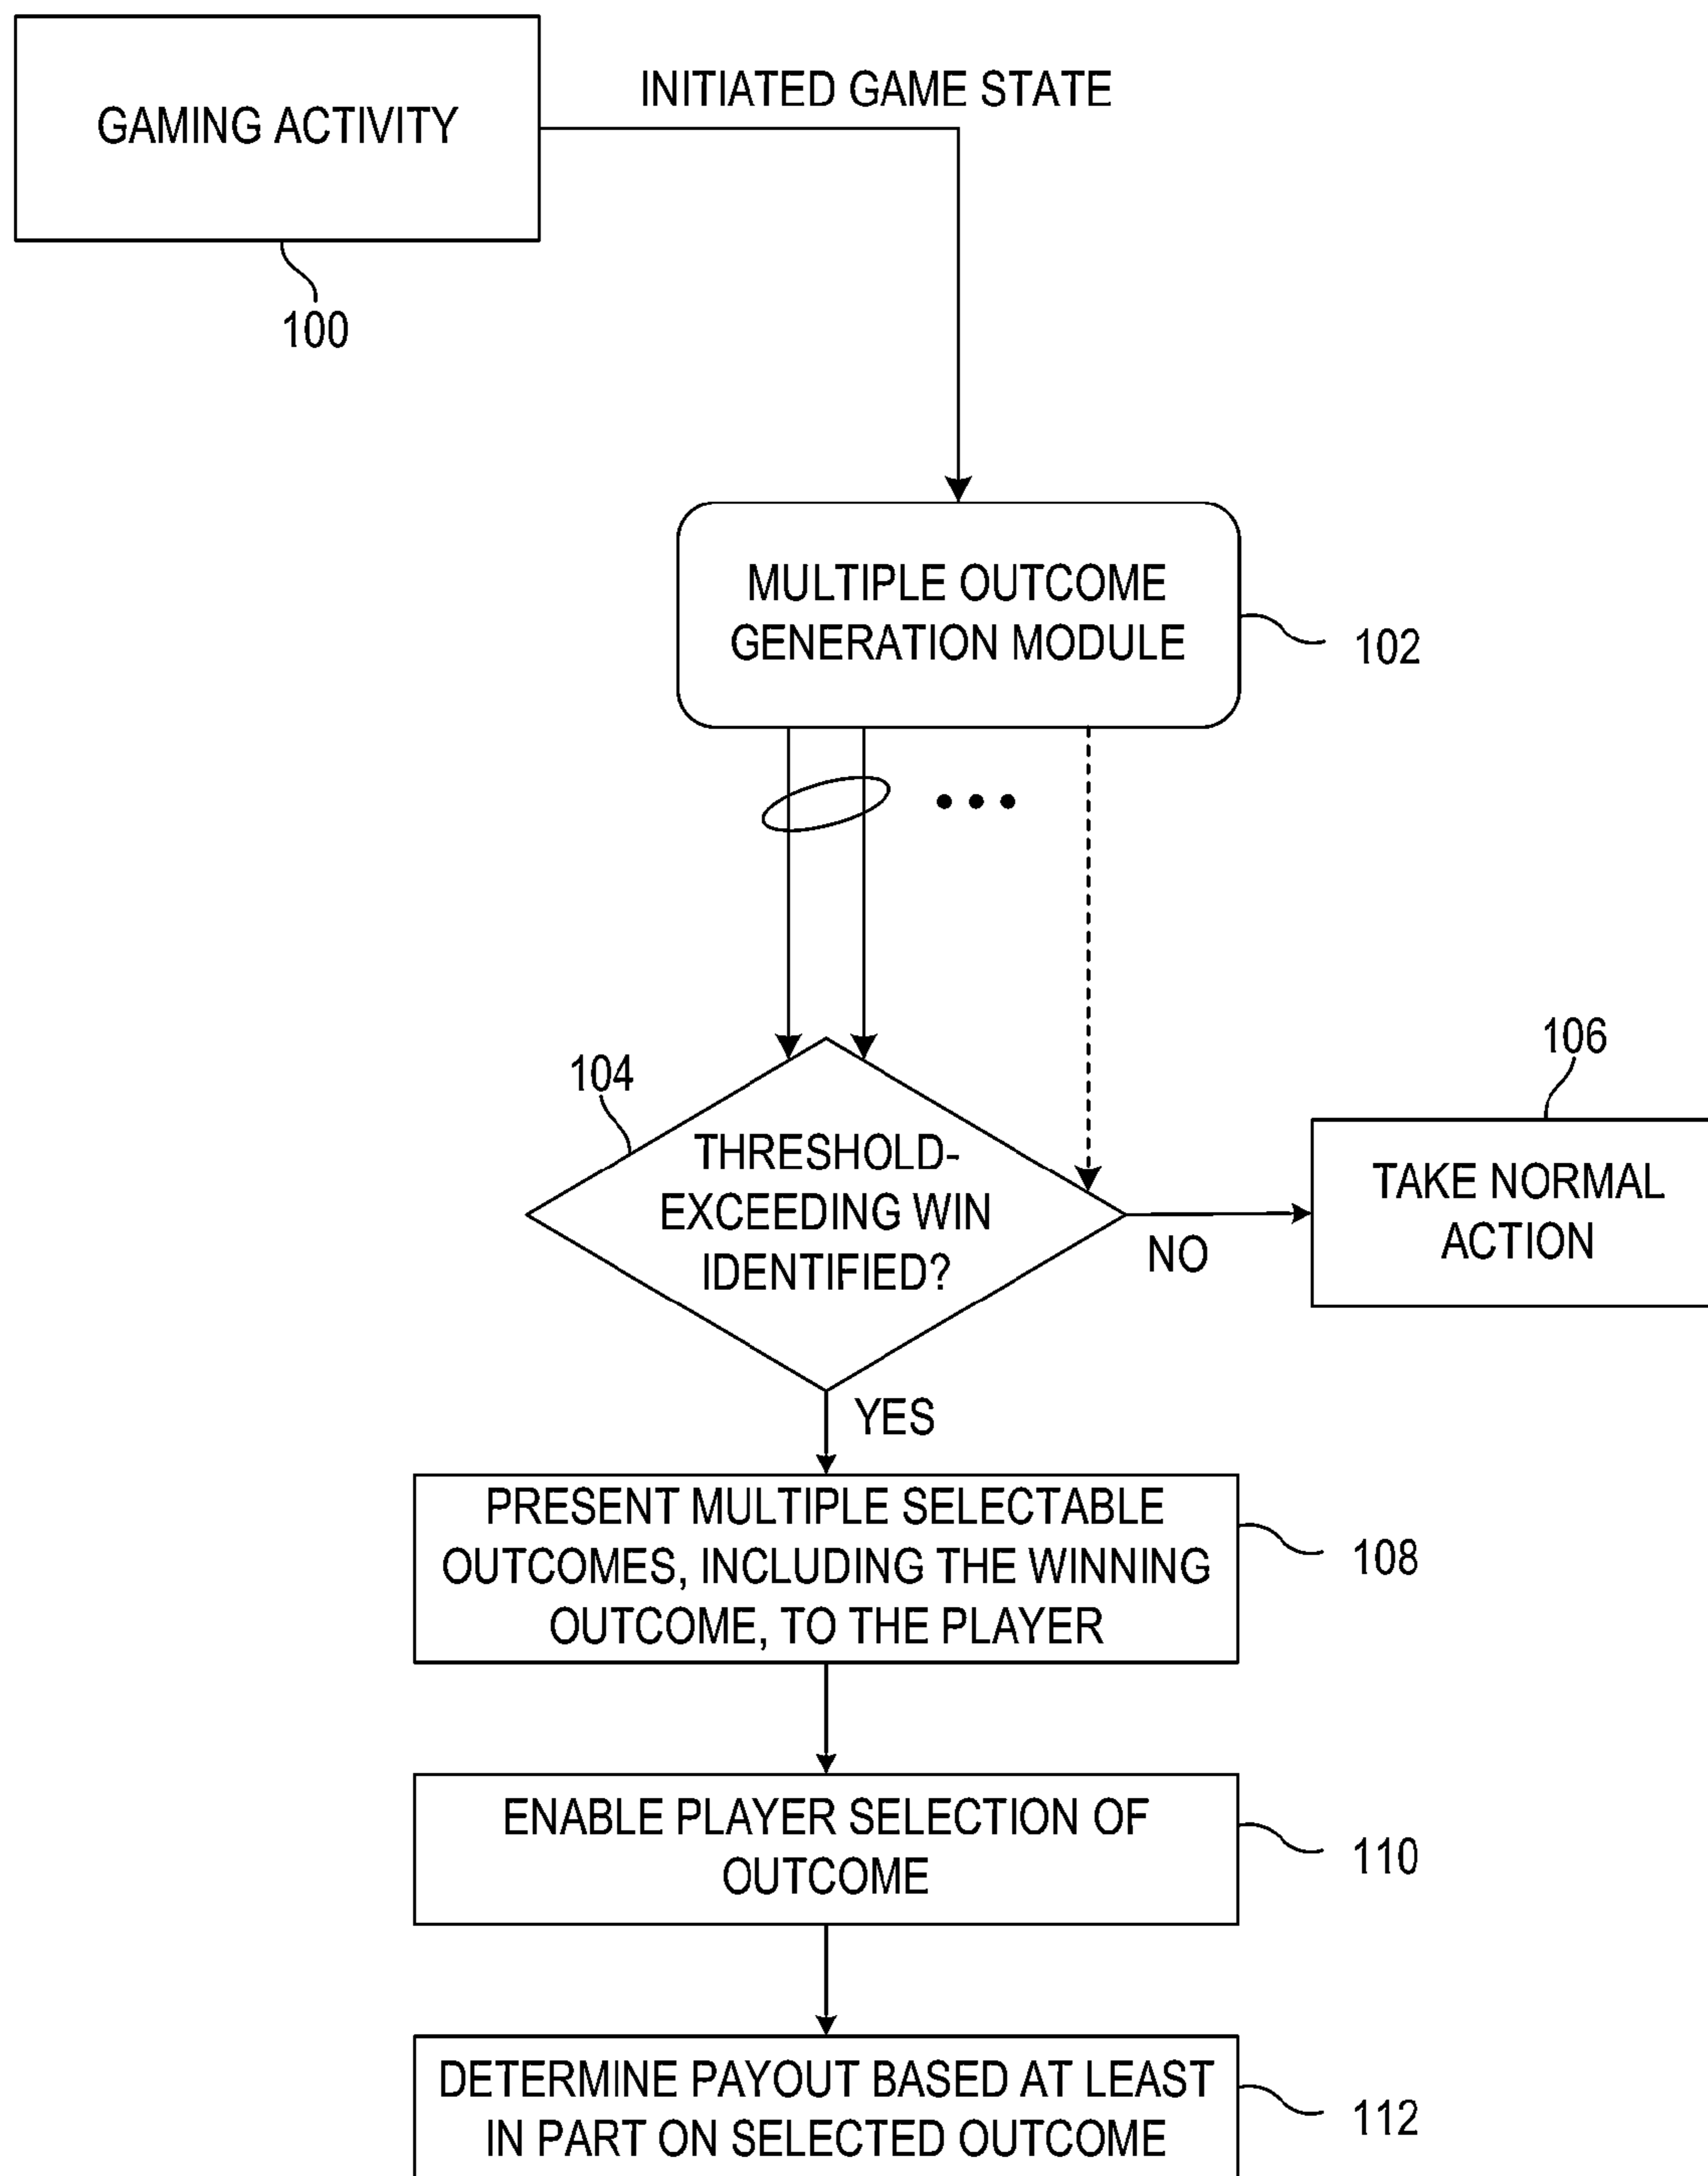 GAMING ACTIVITY
INITIATED GAME STATE
100
MULTIPLE OUTCOME
GENERATION MODULE
102
104
THRESHOLD-
EXCEEDING WIN
IDENTIFIED?
NO
106
TAKE NORMAL
ACTION
YES
PRESENT MULTIPLE SELECTABLE
OUTCOMES, INCLUDING THE WINNING
OUTCOME, TO THE PLAYER
108
ENABLE PLAYER SELECTION OF
OUTCOME
110
DETERMINE PAYOUT BASED AT LEAST
IN PART ON SELECTED OUTCOME
112